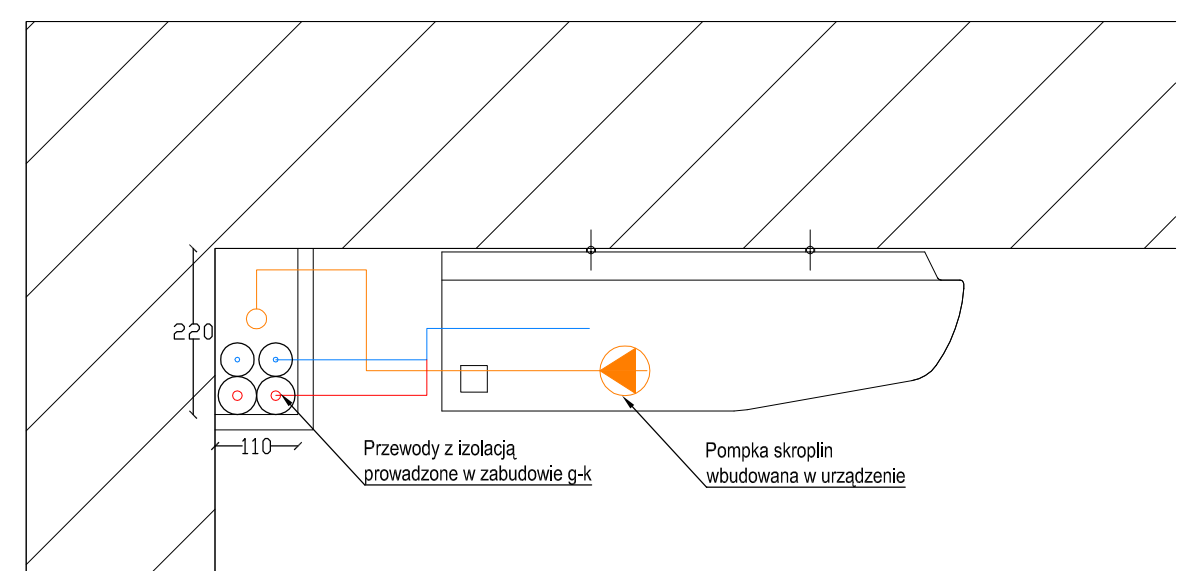 220
110
Przewody z izolacją
prowadzone w zabudowie g-k
Pompka skroplin
wbudowana w urządzenie